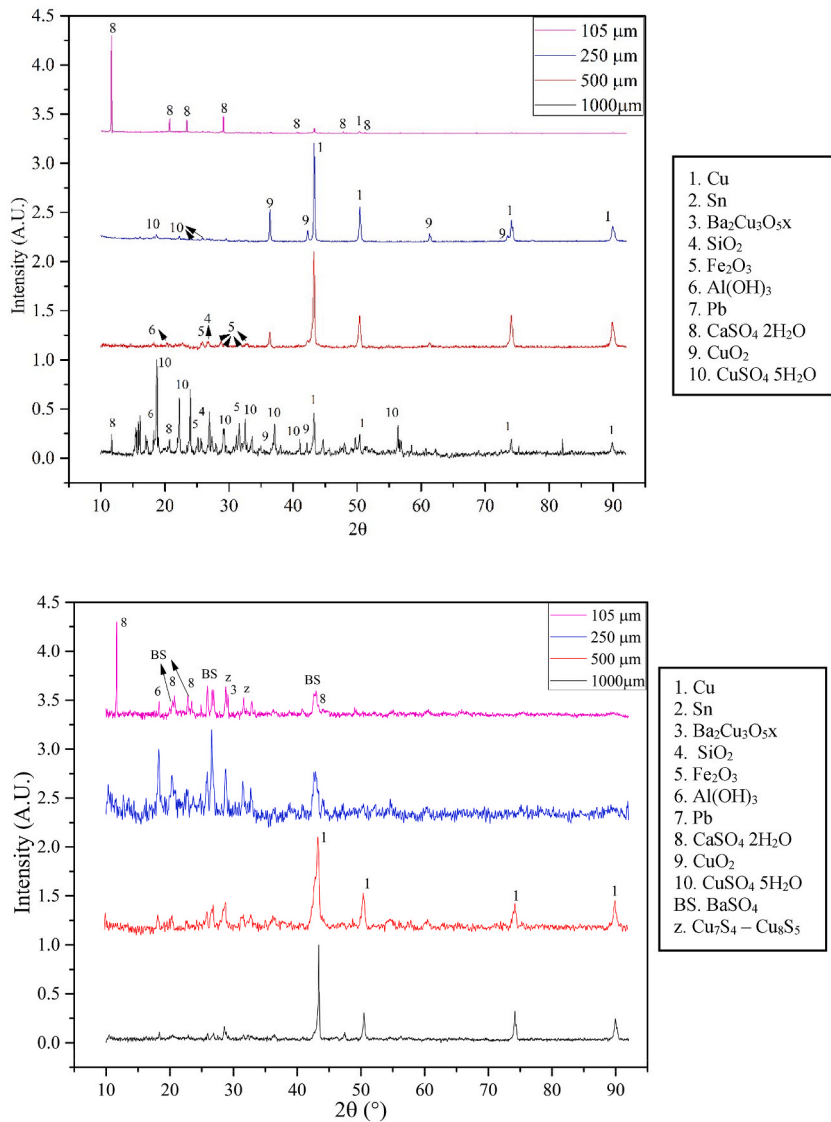 4.5
4.0
3.5
3.0
2.5
2.0
1.5
1.0
0.5
0.0
Intensity (A.U.)
105 µm
250 µm
500 µm
1000µm
8
8 8 8 8 8 1 8
10 10 9 9 1 1 9 9 1 1
6 5 4 5
8 6 10 8 10 5 4 10 5 10 9 10 10 9 1 1 10 1 1
10 20 30 40 50 60 70 80 90
2θ
1. Cu
2. Sn
3. Ba₂Cu₃O₅x
4. SiO₂
5. Fe₂O₃
6. Al(OH)₃
7. Pb
8. CaSO₄ 2H₂O
9. CuO₂
10. CuSO₄ 5H₂O
4.5
4.0
3.5
3.0
2.5
2.0
1.5
1.0
0.5
0.0
Intensity (A.U.)
105 µm
250 µm
500 µm
1000µm
8
BS 6 8 8 BS z 3 z BS 8
1 1 1 1
10 20 30 40 50 60 70 80 90
2θ (°)
1. Cu
2. Sn
3. Ba₂Cu₃O₅x
4. SiO₂
5. Fe₂O₃
6. Al(OH)₃
7. Pb
8. CaSO₄ 2H₂O
9. CuO₂
10. CuSO₄ 5H₂O
BS. BaSO₄
z. Cu₇S₄ – Cu₈S₅